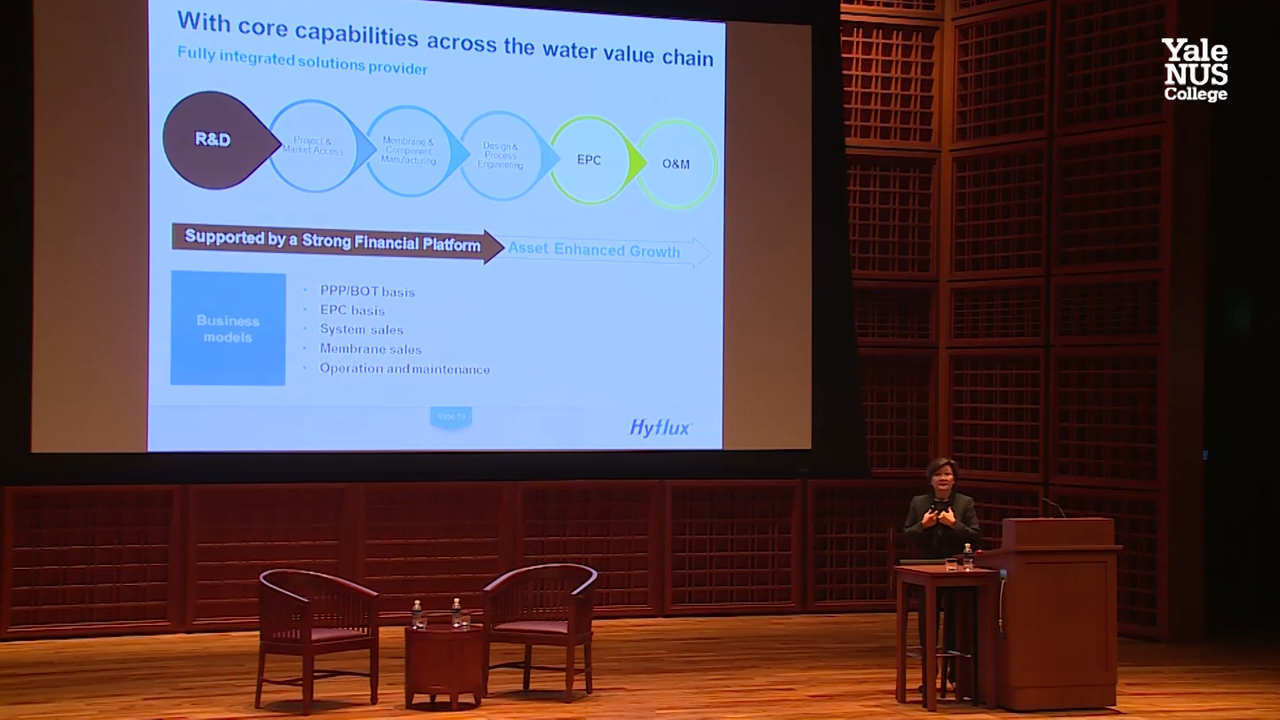 With core capabilities across the water value chain
Fully integrated solutions provider
R&D
Project &
Market Access
Membrane &
Component
Manufacturing
Design &
Process
Engineering
EPC
O&M
Supported by a Strong Financial Platform
Asset Enhanced Growth
Business
models
• PPP/BOT basis
• EPC basis
• System sales
• Membrane sales
• Operation and maintenance
Slide 19
Hyflux
Yale
NUS
College